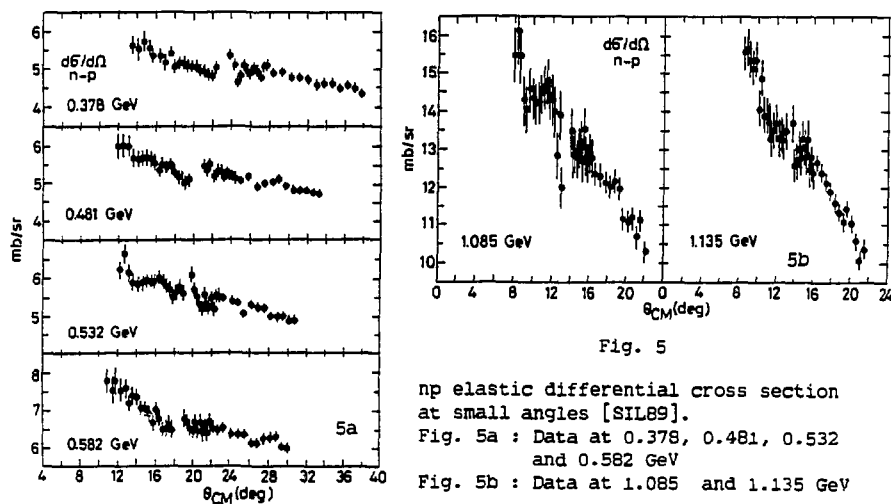 dσ/dΩ
n-p
0.378 GeV
0.481 GeV
0.532 GeV
0.582 GeV
5a
mb/sr
6
5
4
6
5
6
5
8
7
6
4 8 12 16 20 24 28 32 36 40
θCM(deg)
mb/sr
16
15
14
13
12
11
10
dσ/dΩ
n-p
1.085 GeV
0 4 8 12 16 20
θCM(deg)
dσ/dΩ
n-p
1.135 GeV
5b
0 4 8 12 16 20 24
θCM(deg)
Fig. 5
np elastic differential cross section
at small angles [SIL89].
Fig. 5a : Data at 0.378, 0.481, 0.532
and 0.582 GeV
Fig. 5b : Data at 1.085 and 1.135 GeV